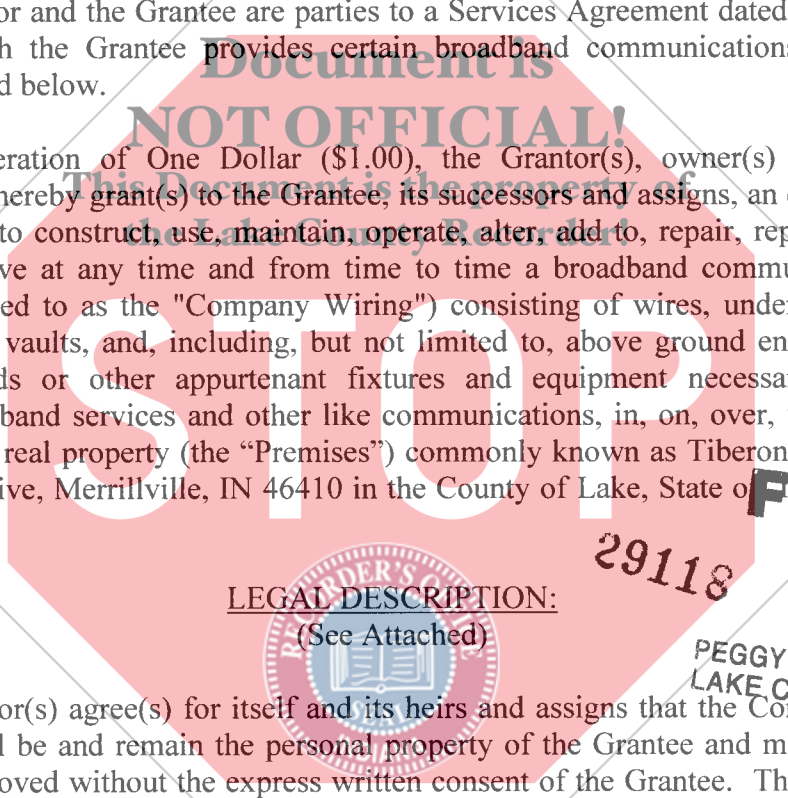 or and the Grantee are parties to a Services Agreement dated
h the Grantee provides certain broadband communications
d below.
Document is
NOT OFFICIAL!
This Document is the property of
the Lake County Recorder!
STOP
eration of One Dollar ($1.00), the Grantor(s), owner(s)
hereby grant(s) to the Grantee, its successors and assigns, an
to construct, use, maintain, operate, alter, add to, repair, rep
ve at any time and from time to time a broadband commu
ed to as the "Company Wiring") consisting of wires, under
vaults, and, including, but not limited to, above ground en
ds or other appurtenant fixtures and equipment necessa
band services and other like communications, in, on, over,
real property (the “Premises”) commonly known as Tiberon
ive, Merrillville, IN 46410 in the County of Lake, State of
F
29118
LEGAL DESCRIPTION:
(See Attached)
RECORDER'S OFFICE
SEAL
PEGGY
LAKE C
or(s) agree(s) for itself and its heirs and assigns that the Co
l be and remain the personal property of the Grantee and m
oved without the express written consent of the Grantee. Th